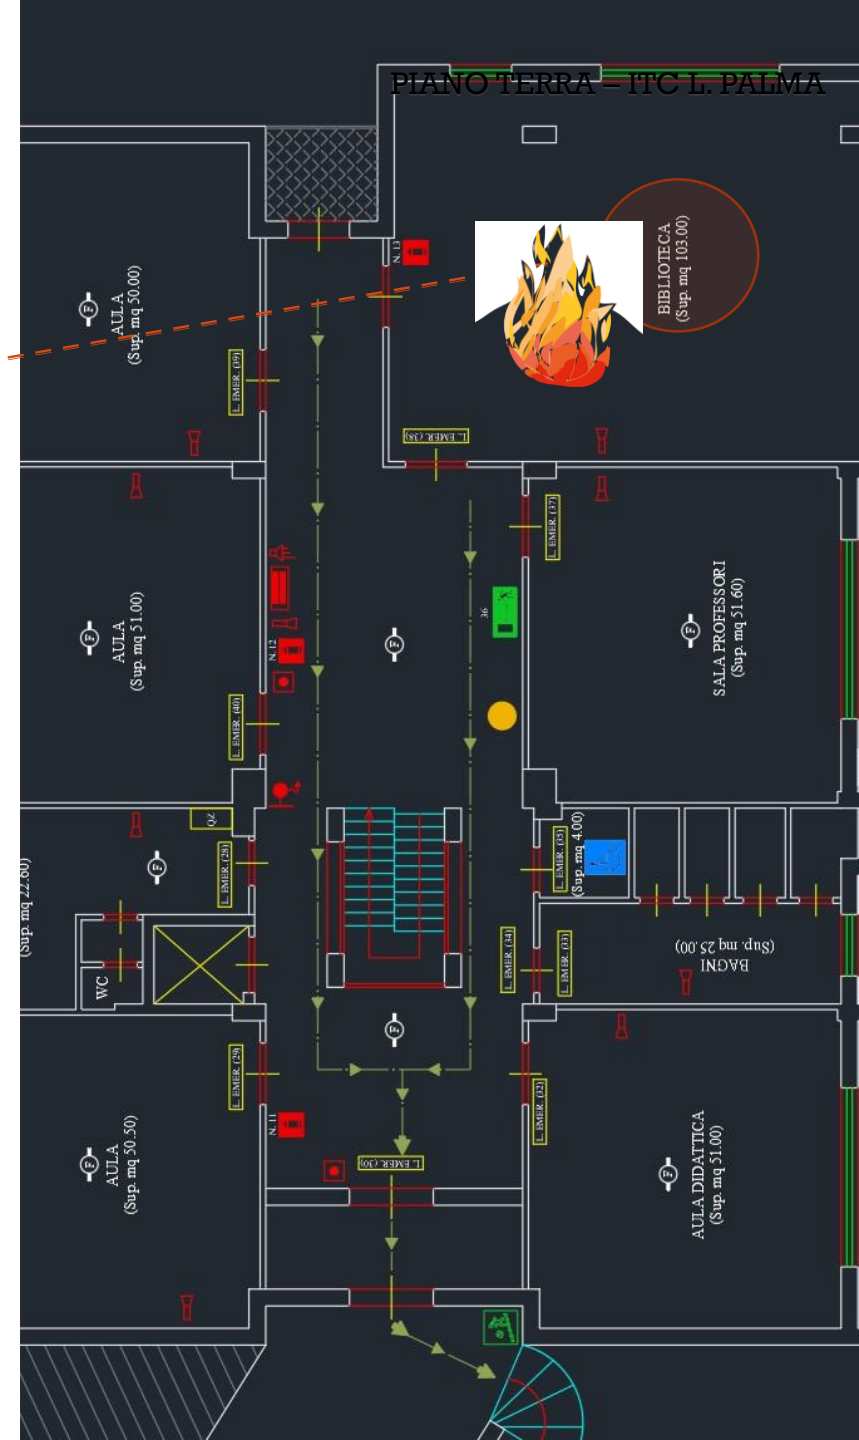 PIANO TERRA – ITC L. PALMA
N. 13
BIBLIOTECA
(Sup. mq 103.00)
AULA
(Sup. mq 50.00)
L. EMER. (39)
L. EMER. (38)
L. EMER. (37)
AULA
(Sup. mq 51.00)
N. 12
36
SALA PROFESSORI
(Sup. mq 51.60)
L. EMER. (40)
QZ
L. EMER. (28)
L. EMER. (35)
(Sup. mq 4.00)
(Sup. mq 22.60)
WC
L. EMER. (34)
L. EMER. (33)
BAGNI
(Sup. mq 25.00)
L. EMER. (29)
L. EMER. (32)
N. 11
AULA
(Sup. mq 50.50)
L. EMER. (30)
AULA DIDATTICA
(Sup. mq 51.00)
F
F
F
F
F
F
F
F